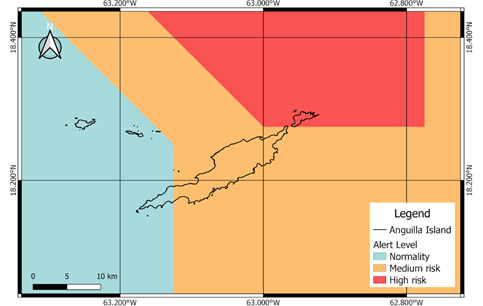 63.200°W 63.000°W 62.800°W
N
18.400°N 18.400°N
18.200°N 18.200°N
Legend
Anguilla Island
Alert Level
Normality
Medium risk
High risk
0 5 10 km
63.200°W 63.000°W 62.800°W